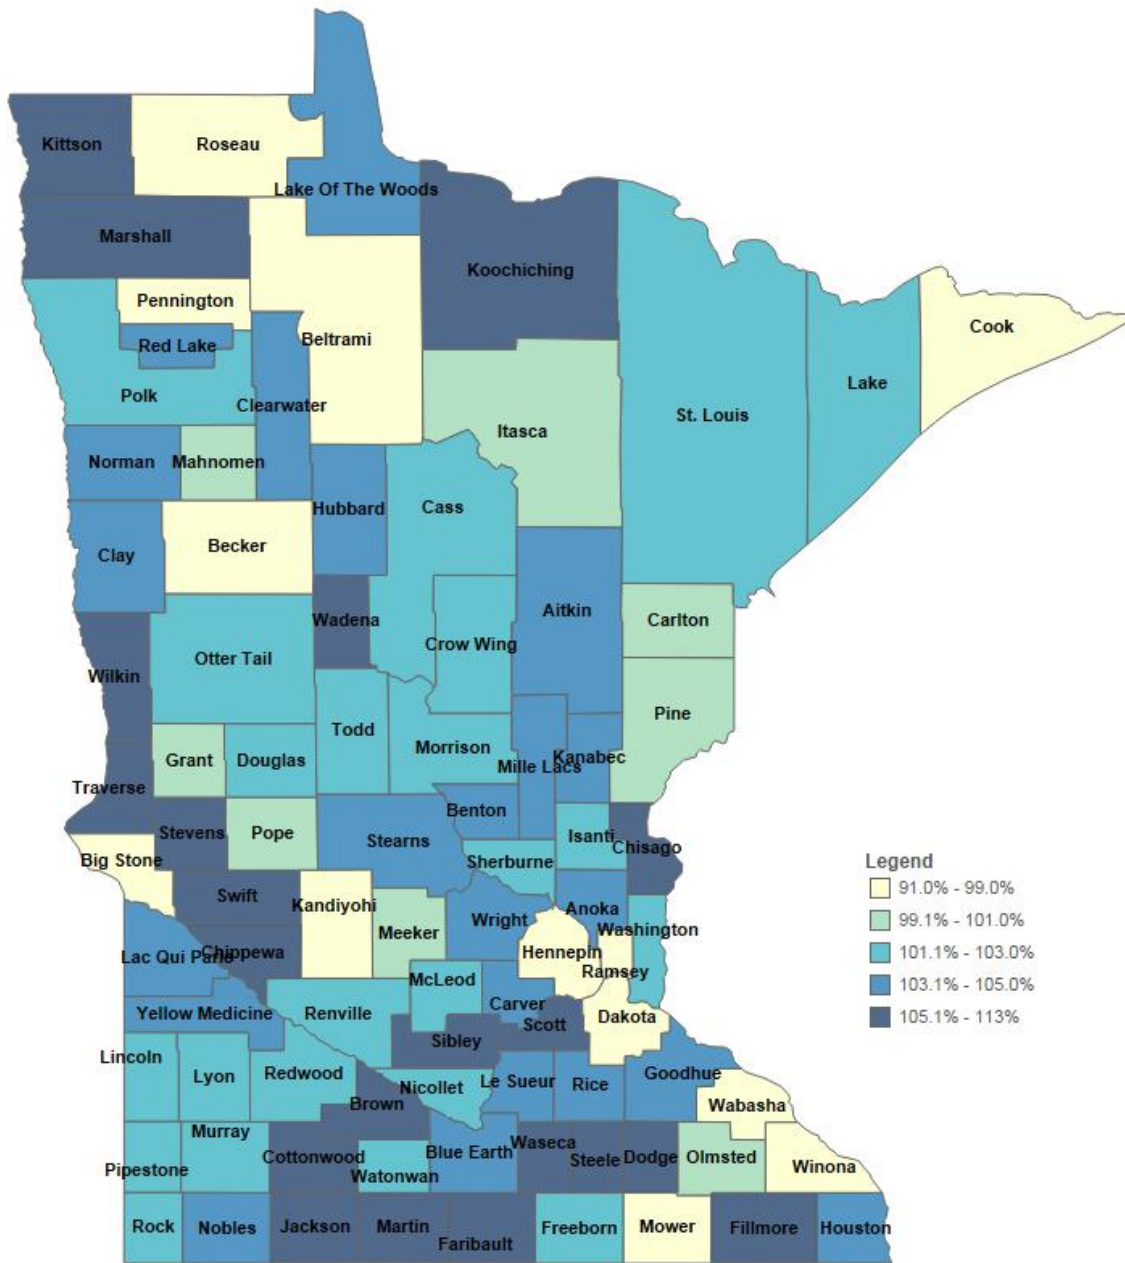 Kittson
Roseau
Lake Of The Woods
Marshall
Koochiching
Pennington
Cook
Beltrami
Red Lake
Lake
Polk
Clearwater
St. Louis
Itasca
Norman
Mahnomen
Hubbard
Cass
Clay
Becker
Aitkin
Wadena
Carlton
Crow Wing
Otter Tail
Wilkin
Pine
Todd
Morrison
Grant
Douglas
Kanabec
Mille Lacs
Traverse
Benton
Stevens
Pope
Stearns
Isanti
Chisago
Big Stone
Sherburne
Legend
91.0% - 99.0%
99.1% - 101.0%
101.1% - 103.0%
103.1% - 105.0%
105.1% - 113%
Swift
Kandiyohi
Anoka
Wright
Meeker
Washington
Hennepin
Lac Qui Parle
Chippewa
Ramsey
McLeod
Carver
Yellow Medicine
Renville
Scott
Dakota
Sibley
Lincoln
Lyon
Redwood
Nicollet
Le Sueur
Rice
Goodhue
Brown
Wabasha
Murray
Waseca
Blue Earth
Cottonwood
Steele
Dodge
Olmsted
Pipestone
Watonwan
Winona
Rock
Nobles
Jackson
Martin
Faribault
Freeborn
Mower
Fillmore
Houston